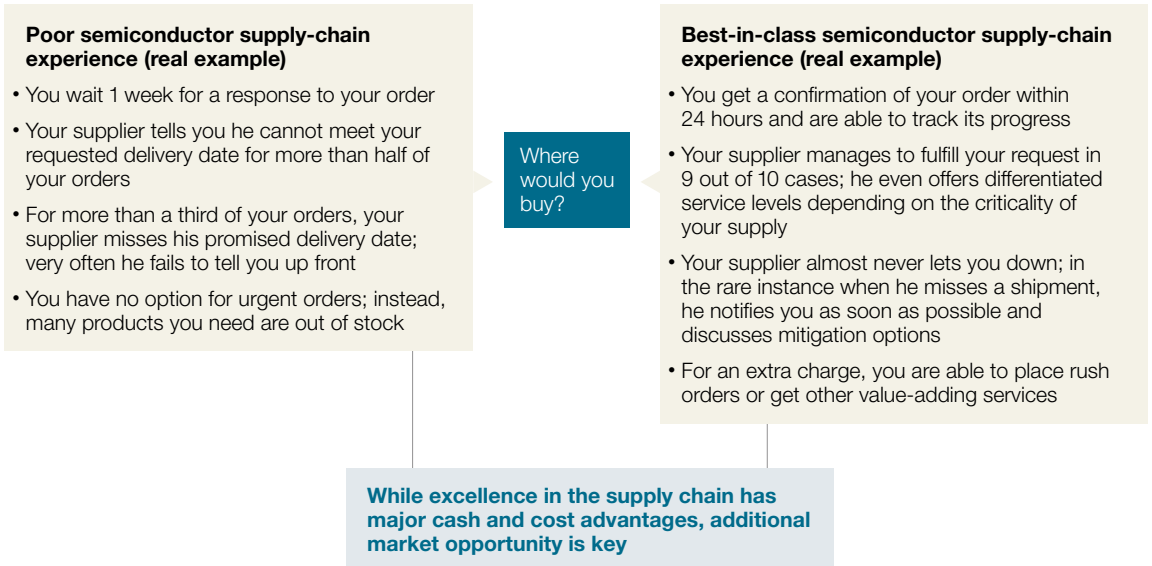 Poor semiconductor supply-chain
experience (real example)
• You wait 1 week for a response to your order
• Your supplier tells you he cannot meet your
requested delivery date for more than half of
your orders
• For more than a third of your orders, your
supplier misses his promised delivery date;
very often he fails to tell you up front
• You have no option for urgent orders; instead,
many products you need are out of stock
Where
would you
buy?
Best-in-class semiconductor supply-chain
experience (real example)
• You get a confirmation of your order within
24 hours and are able to track its progress
• Your supplier manages to fulfill your request in
9 out of 10 cases; he even offers differentiated
service levels depending on the criticality of
your supply
• Your supplier almost never lets you down; in
the rare instance when he misses a shipment,
he notifies you as soon as possible and
discusses mitigation options
• For an extra charge, you are able to place rush
orders or get other value-adding services
While excellence in the supply chain has
major cash and cost advantages, additional
market opportunity is key